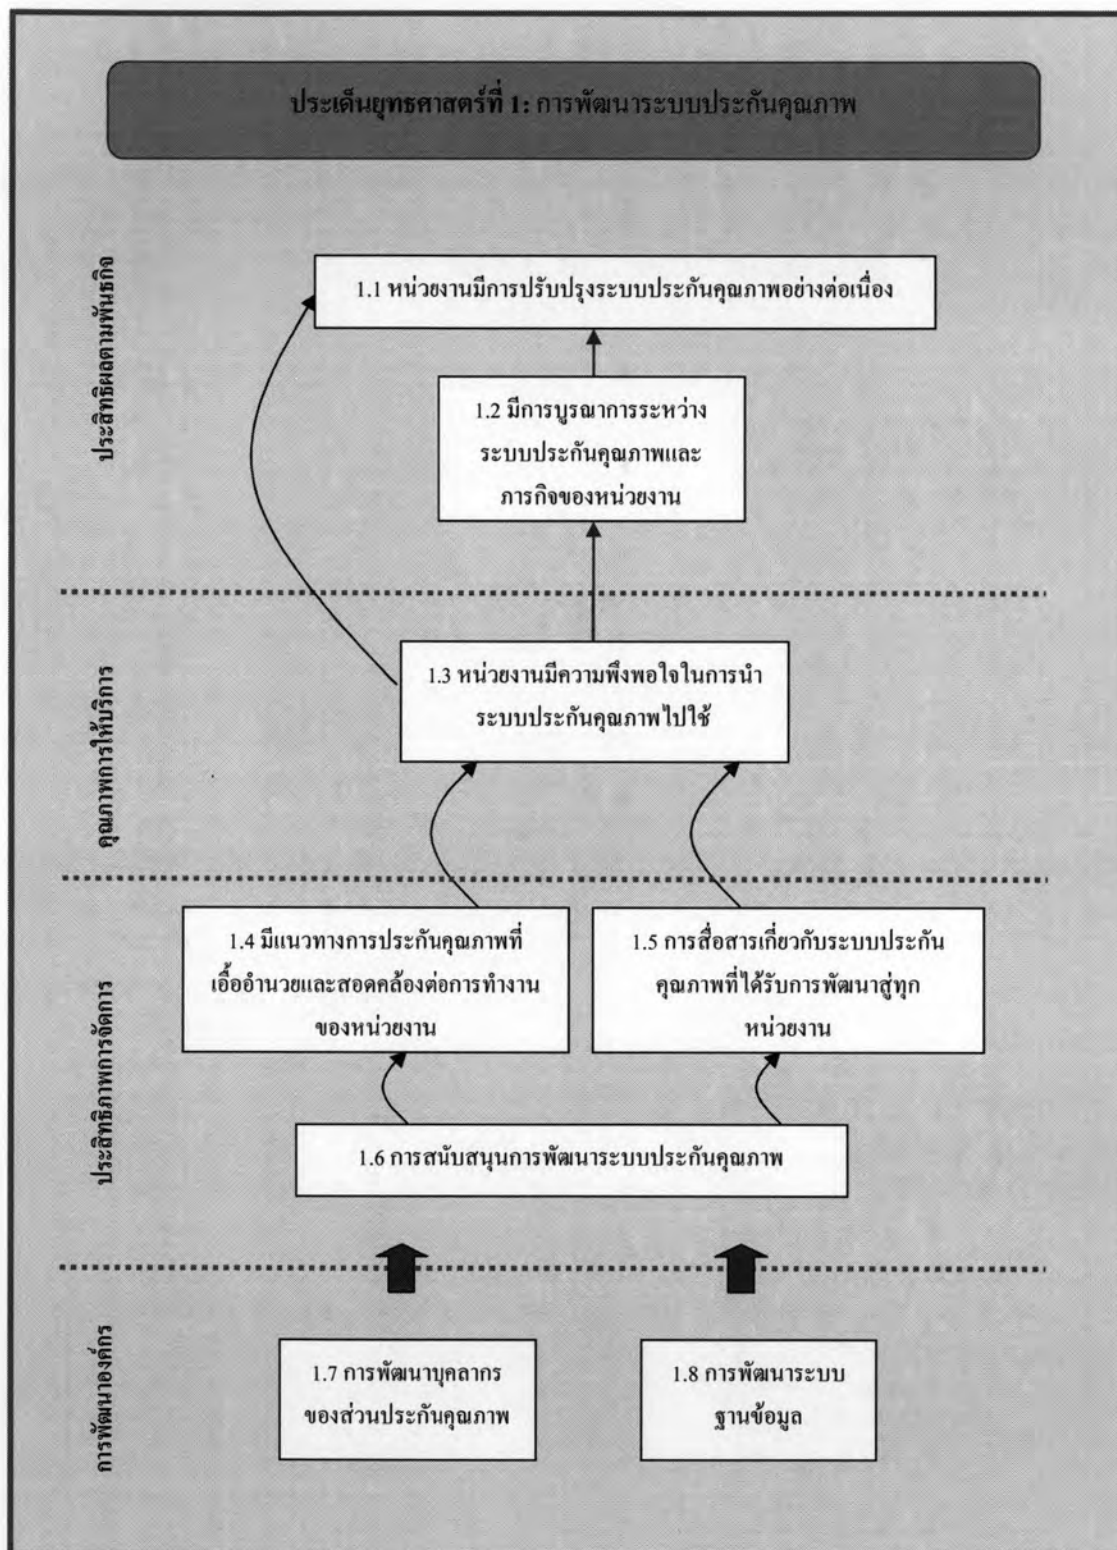 ประเด็นยุทธศาสตร์ที่ 1: การพัฒนาระบบประกันคุณภาพ
ประสิทธิผลตามพันธกิจ
1.1 หน่วยงานมีการปรับปรุงระบบประกันคุณภาพอย่างต่อเนื่อง
1.2 มีการบูรณาการระหว่าง
ระบบประกันคุณภาพและ
ภารกิจของหน่วยงาน
คุณภาพการให้บริการ
1.3 หน่วยงานมีความพึงพอใจในการนำ
ระบบประกันคุณภาพไปใช้
ประสิทธิภาพการจัดการ
1.4 มีแนวทางการประกันคุณภาพที่
เอื้ออำนวยและสอดคล้องต่อการทำงาน
ของหน่วยงาน
1.5 การสื่อสารเกี่ยวกับระบบประกัน
คุณภาพที่ได้รับการพัฒนาสู่ทุก
หน่วยงาน
1.6 การสนับสนุนการพัฒนาระบบประกันคุณภาพ
การพัฒนาองค์กร
1.7 การพัฒนาบุคลากร
ของส่วนประกันคุณภาพ
1.8 การพัฒนาระบบ
ฐานข้อมูล